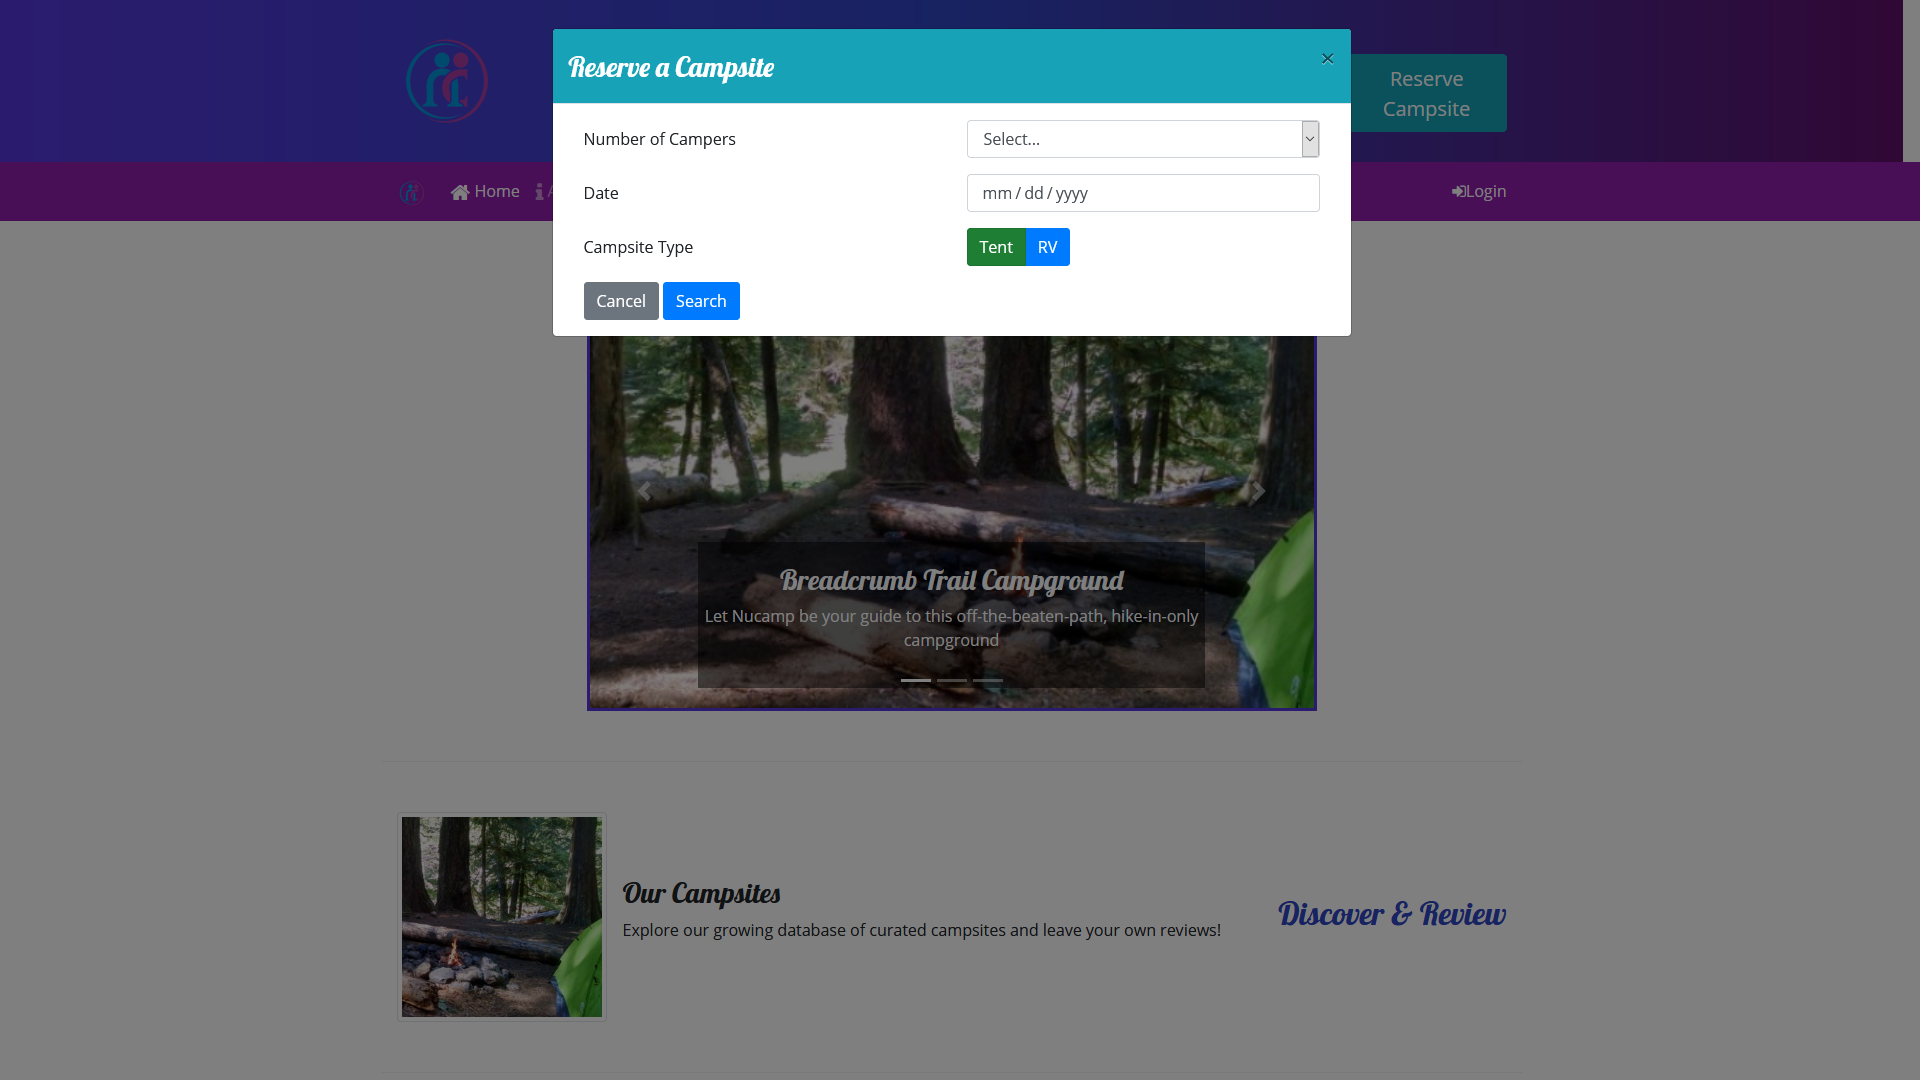 Reserve a Campsite
×
Reserve
Campsite
Number of Campers
Select...
Date
mm / dd / yyyy
Home
Login
Campsite Type
Tent
RV
Cancel
Search
Breadcrumb Trail Campground
Let Nucamp be your guide to this off-the-beaten-path, hike-in-only
campground
Our Campsites
Explore our growing database of curated campsites and leave your own reviews!
Discover & Review